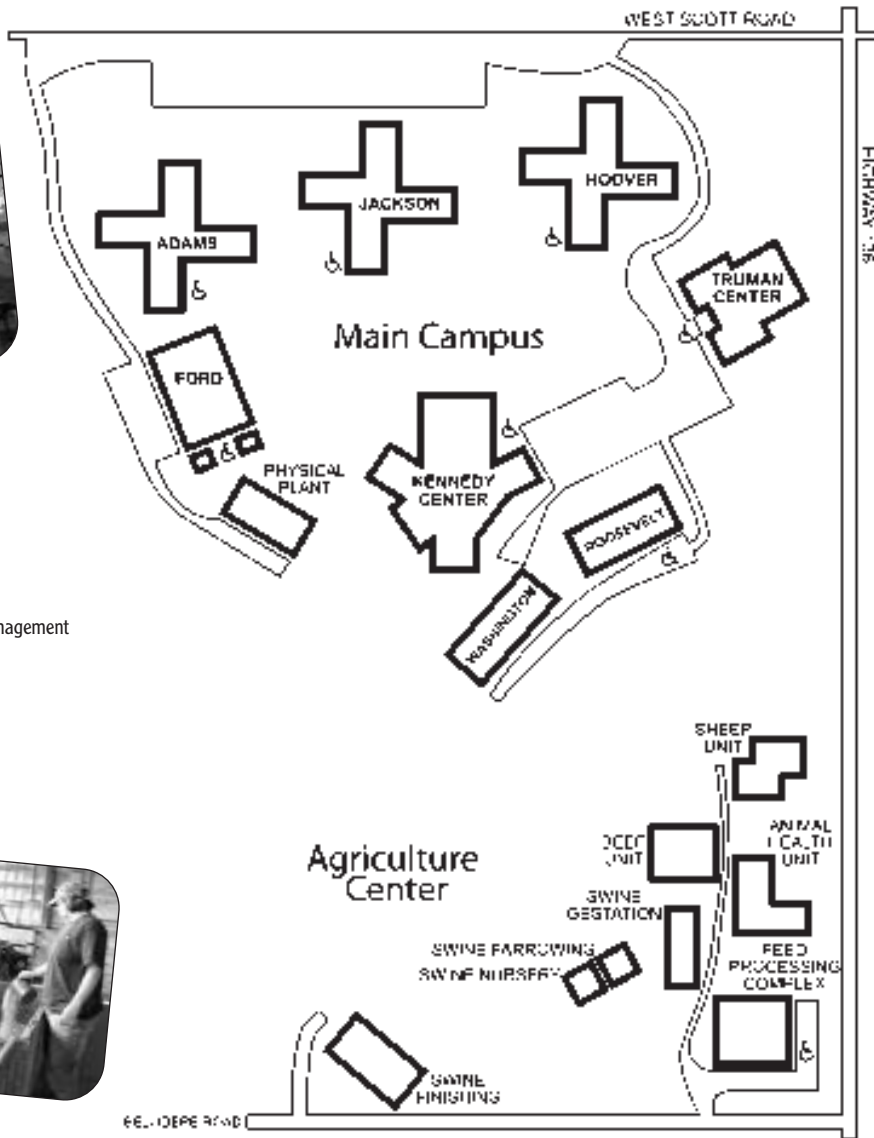 WEST SCOTT ROAD
HIGHWAY
HOOVER
JACKSON
ADAMS
TRUMAN
CENTER
Main Campus
FORD
PHYSICAL
PLANT
KENNEDY
CENTER
ROOSEVELT
WASHINGTON
nagement
SHEEP
UNIT
BEEF
UNIT
ANIMAL
HEALTH
UNIT
Agriculture
Center
SWINE
GESTATION
SWINE FARROWING
SWINE NURSERY
FEED
PROCESSING
COMPLEX
SWINE
FINISHING
ROAD